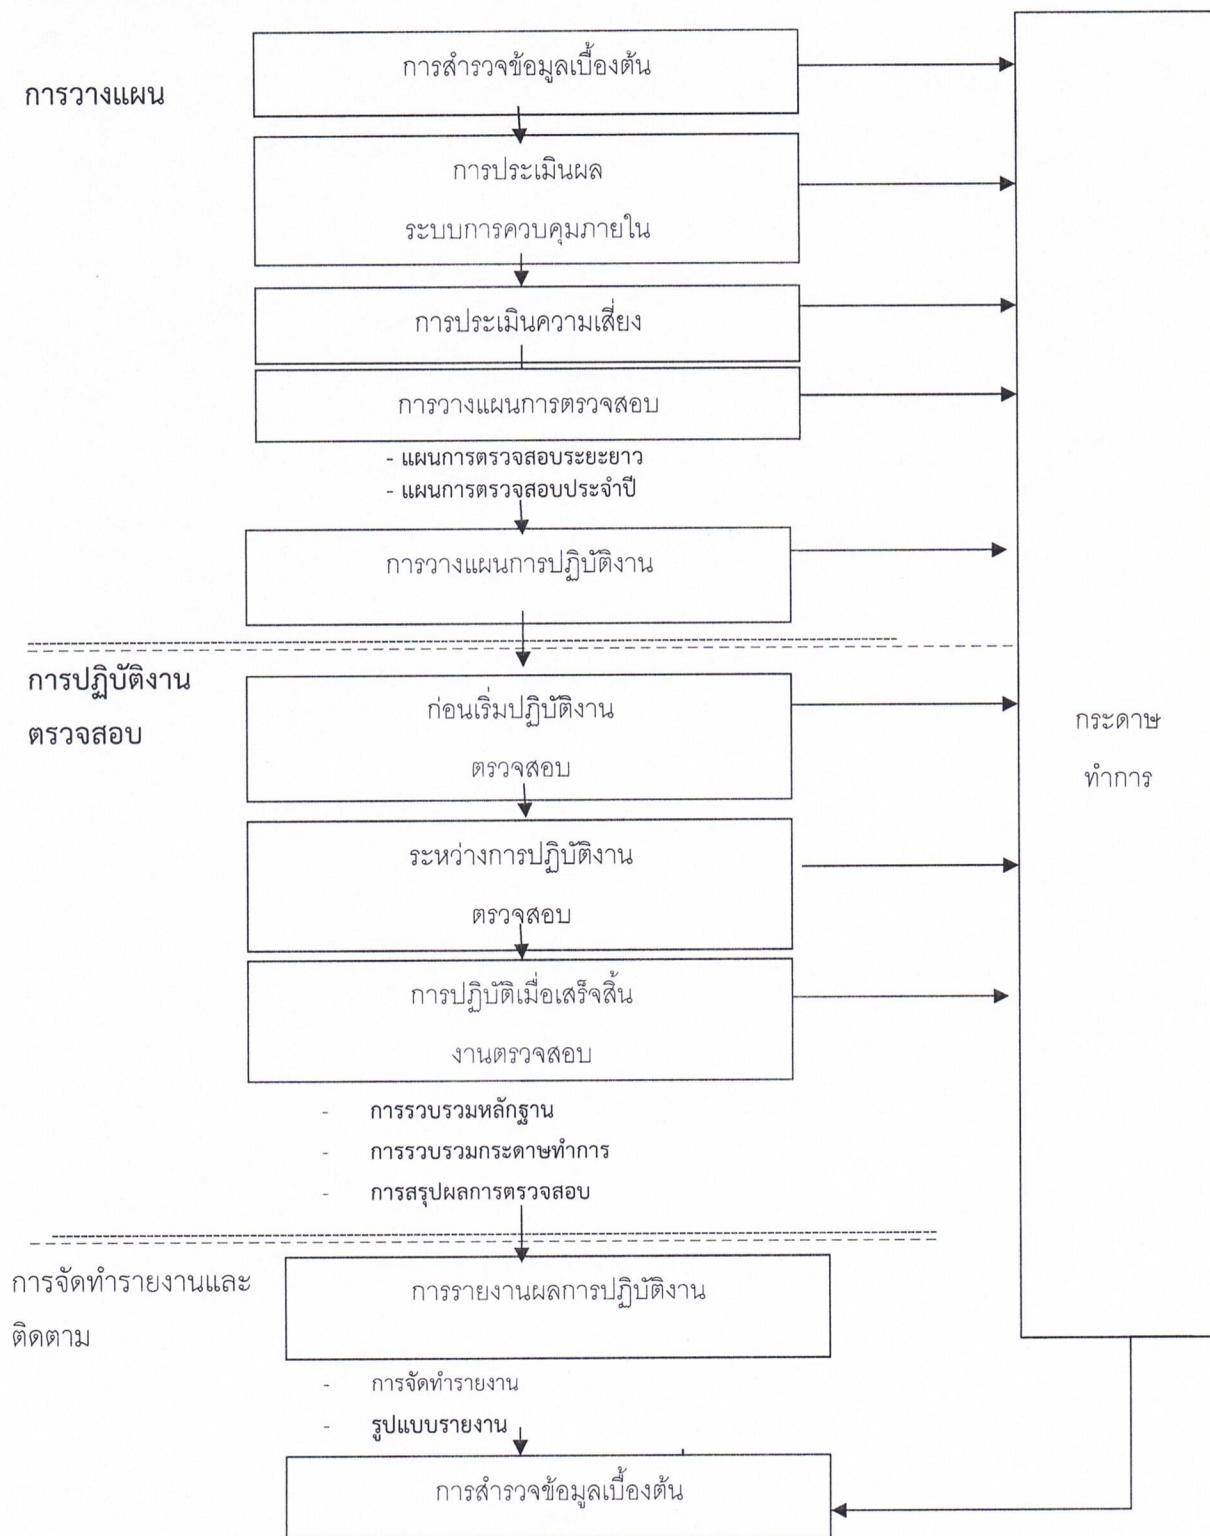 การสำรวจข้อมูลเบื้องต้น
การวางแผน
การประเมินผล
ระบบการควบคุมภายใน
การประเมินความเสี่ยง
การวางแผนการตรวจสอบ
- แผนการตรวจสอบระยะยาว
- แผนการตรวจสอบประจำปี
การวางแผนการปฏิบัติงาน
การปฏิบัติงาน
ตรวจสอบ
ก่อนเริ่มปฏิบัติงาน
ตรวจสอบ
กระดาษ
ทำการ
ระหว่างการปฏิบัติงาน
ตรวจสอบ
การปฏิบัติเมื่อเสร็จสิ้น
งานตรวจสอบ
- การรวบรวมหลักฐาน
- การรวบรวมกระดาษทำการ
- การสรุปผลการตรวจสอบ
การจัดทำรายงานและ
ติดตาม
การรายงานผลการปฏิบัติงาน
- การจัดทำรายงาน
- รูปแบบรายงาน
การสำรวจข้อมูลเบื้องต้น